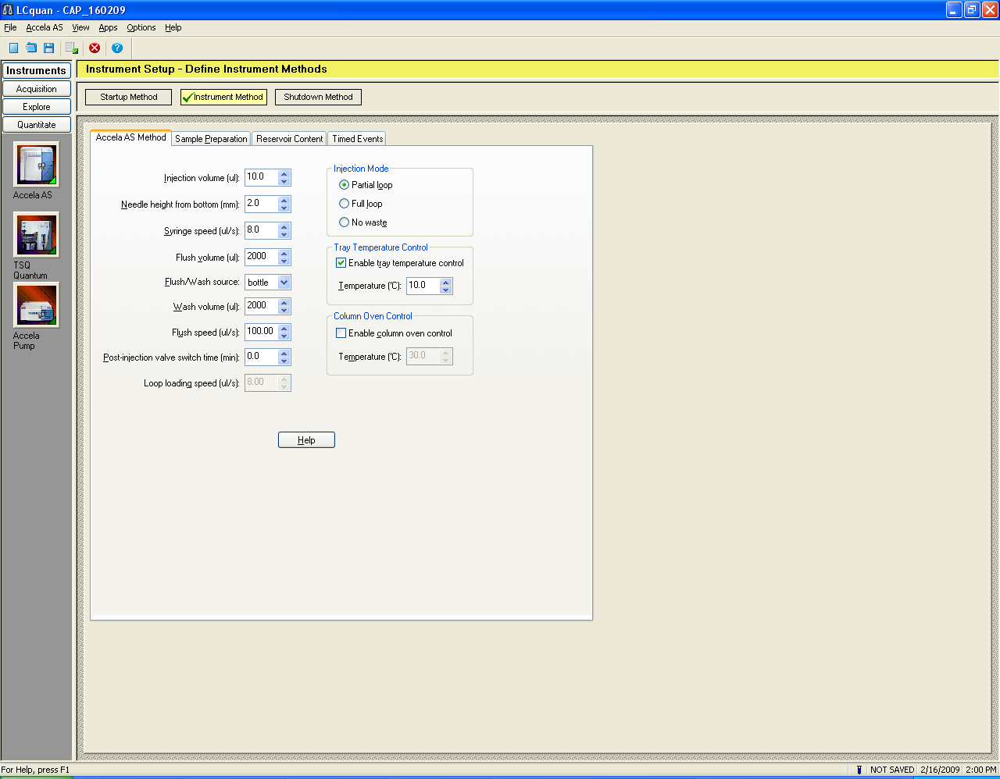 LCquan - CAP_160209
File Accela AS View Apps Options Help
Instruments
Acquisition
Explore
Quantitate
Accela AS
TSQ
Quantum
Accela
Pump
Instrument Setup - Define Instrument Methods
Startup Method Instrument Method Shutdown Method
Accela AS Method Sample Preparation Reservoir Content Timed Events
Injection volume (ul): 10.0
Needle height from bottom (mm): 2.0
Syringe speed (ul/s): 8.0
Flush volume (ul): 2000
Flush/Wash source: bottle
Wash volume (ul): 2000
Flush speed (ul/s): 100.00
Post-injection valve switch time (min): 0.0
Loop loading speed (ul/s): 8.00
Injection Mode
Partial loop
Full loop
No waste
Tray Temperature Control
Enable tray temperature control
Temperature (°C): 10.0
Column Oven Control
Enable column oven control
Temperature (°C): 30.0
Help
For Help, press F1
NOT SAVED 2/16/2009 2:00 PM